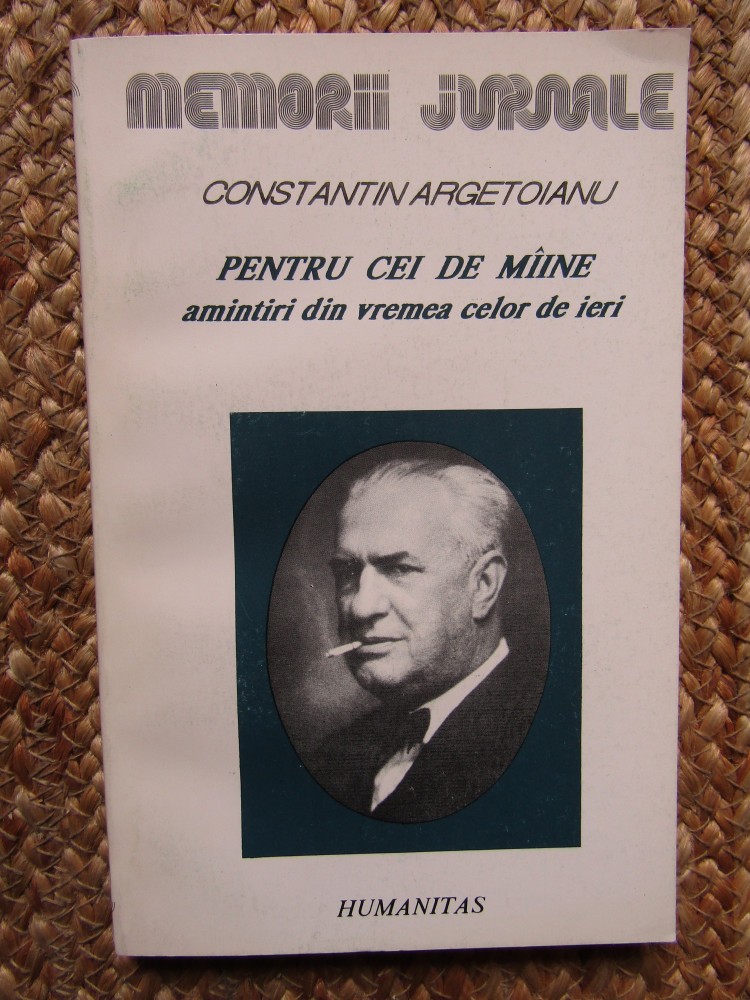 MEMORII JURNALE
CONSTANTIN ARGETOIANU
PENTRU CEI DE MÎINE
amintiri din vremea celor de ieri
HUMANITAS